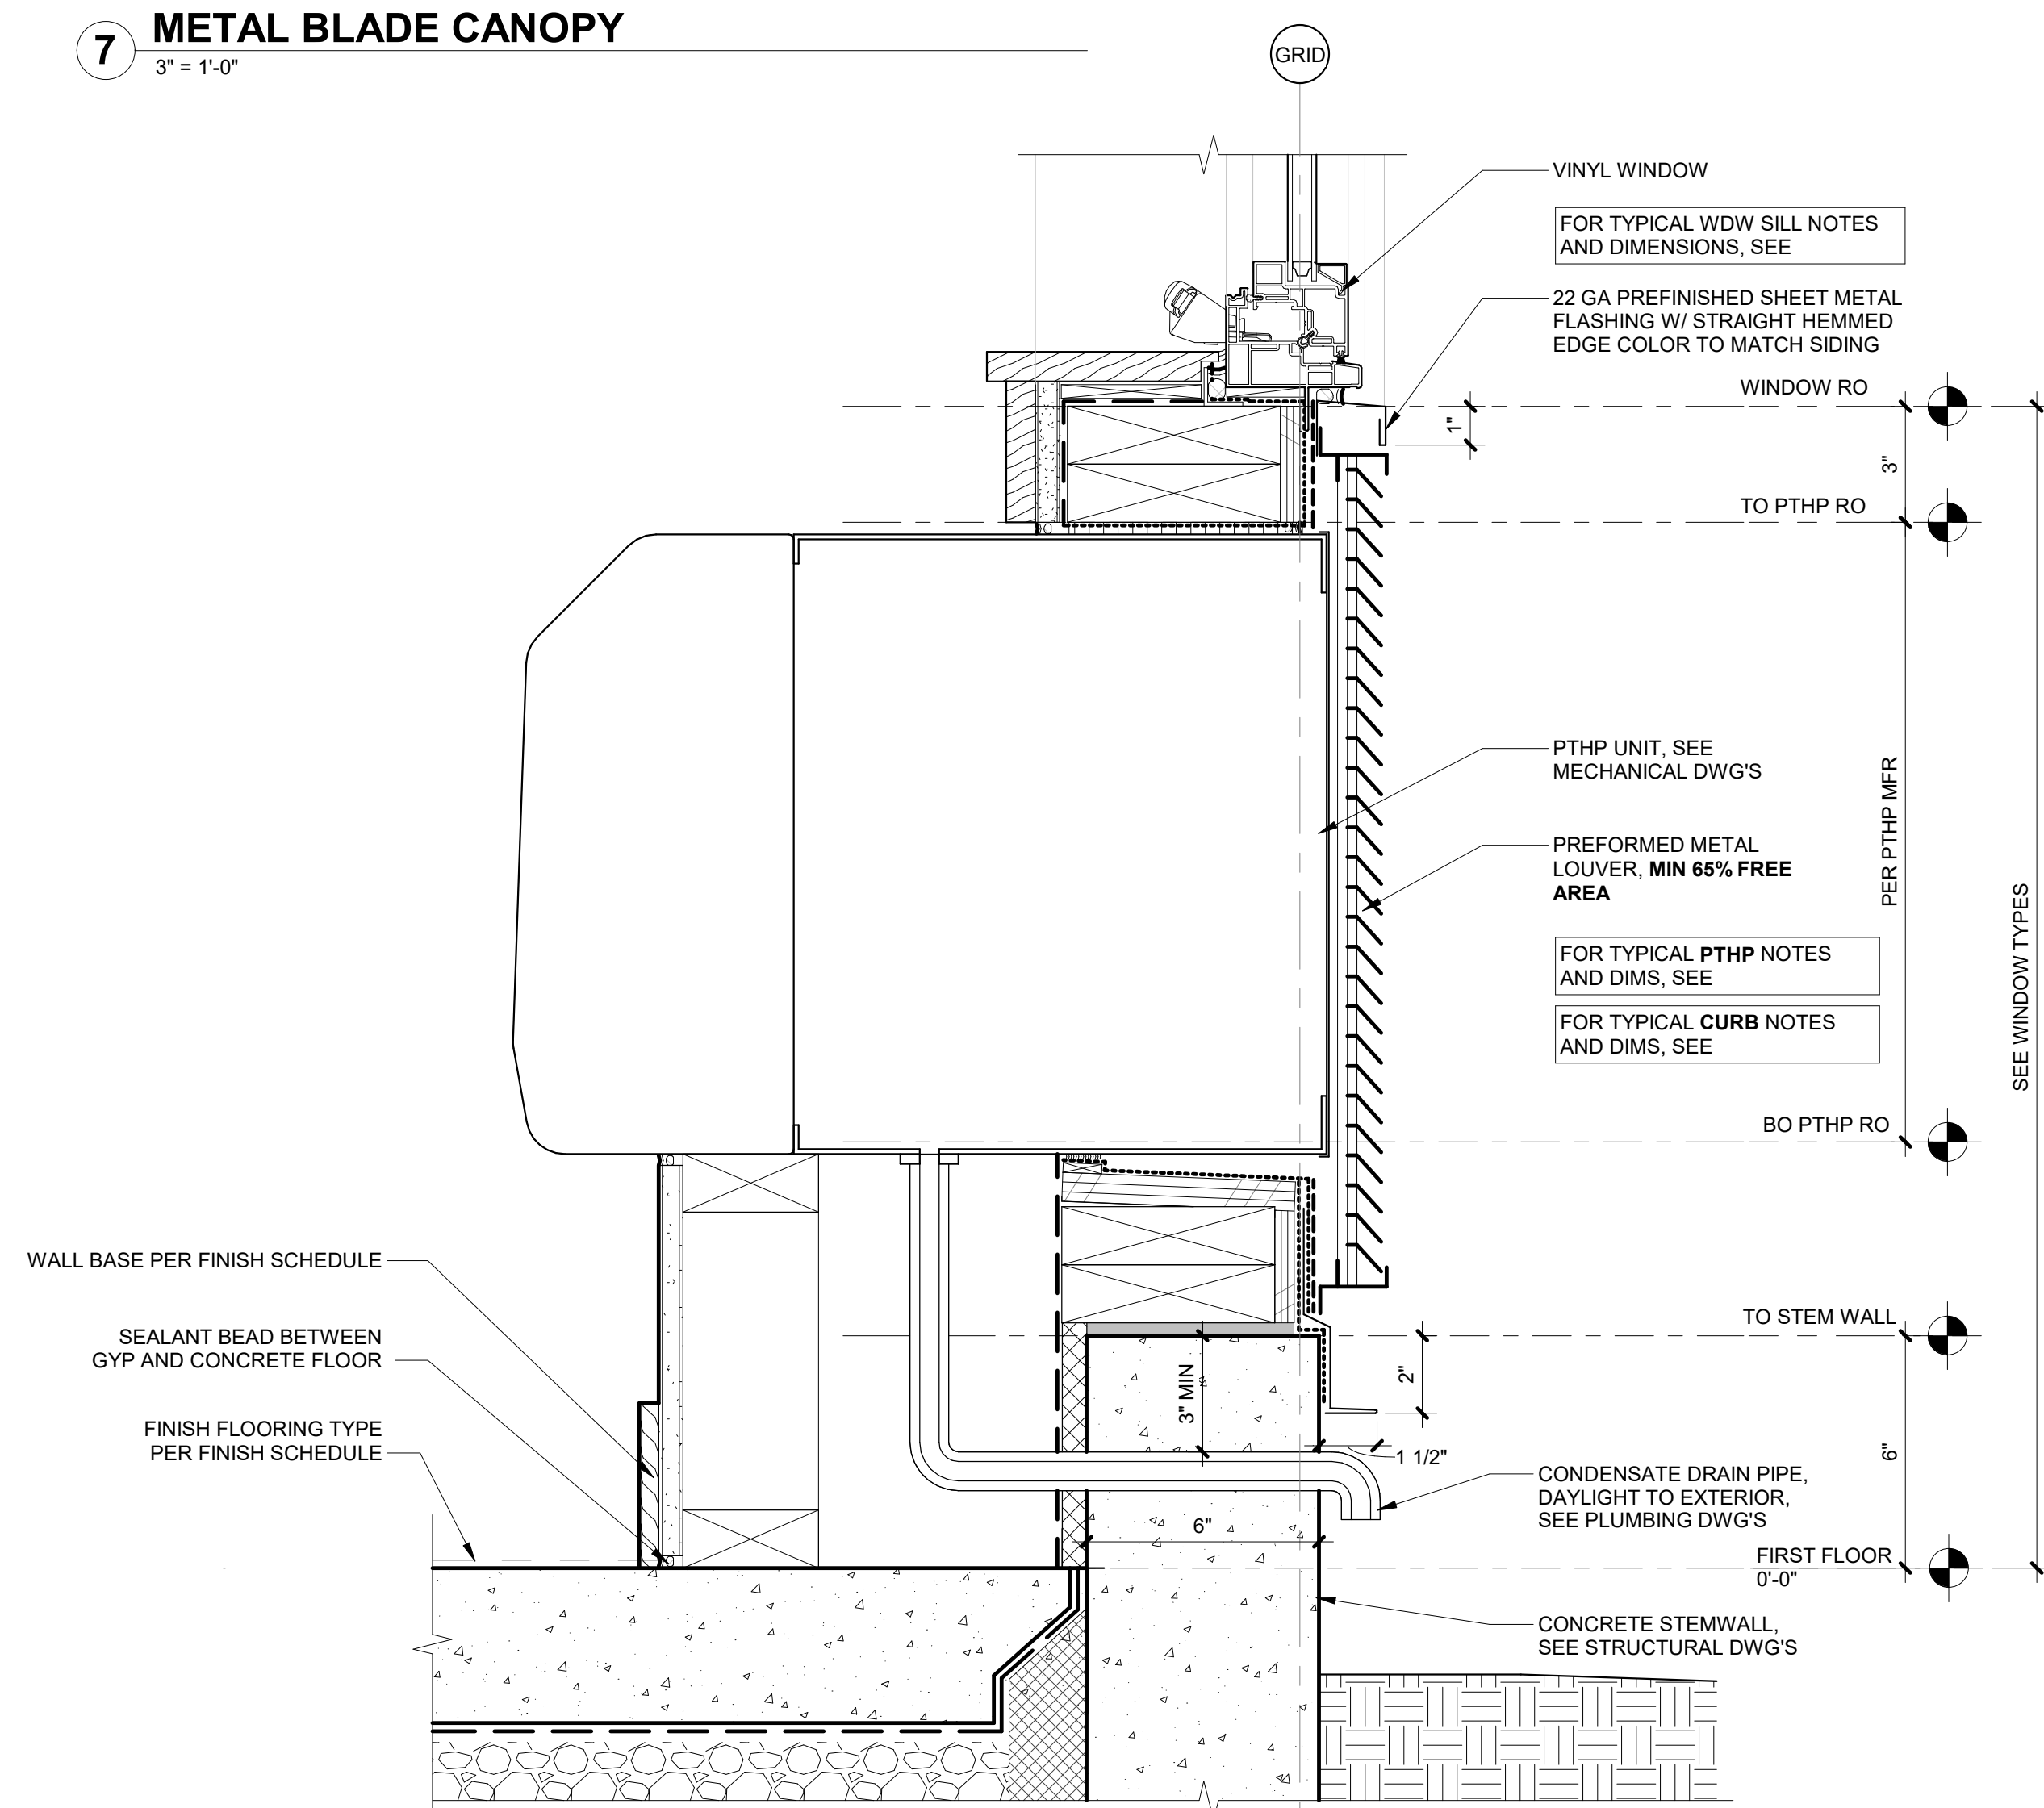 7
METAL BLADE CANOPY
3" = 1'-0"
GRID
VINYL WINDOW
FOR TYPICAL WDW SILL NOTES
AND DIMENSIONS, SEE
22 GA PREFINISHED SHEET METAL
FLASHING W/ STRAIGHT HEMMED
EDGE COLOR TO MATCH SIDING
WINDOW RO
1"
3"
TO PTHP RO
PTHP UNIT, SEE
MECHANICAL DWG'S
PER PTHP MFR
PREFORMED METAL
LOUVER, MIN 65% FREE
AREA
SEE WINDOW TYPES
FOR TYPICAL PTHP NOTES
AND DIMS, SEE
FOR TYPICAL CURB NOTES
AND DIMS, SEE
BO PTHP RO
WALL BASE PER FINISH SCHEDULE
SEALANT BEAD BETWEEN
GYP AND CONCRETE FLOOR
FINISH FLOORING TYPE
PER FINISH SCHEDULE
TO STEM WALL
3" MIN
2"
6"
1 1/2"
CONDENSATE DRAIN PIPE,
DAYLIGHT TO EXTERIOR,
SEE PLUMBING DWG'S
6"
FIRST FLOOR
0'-0"
CONCRETE STEMWALL,
SEE STRUCTURAL DWG'S